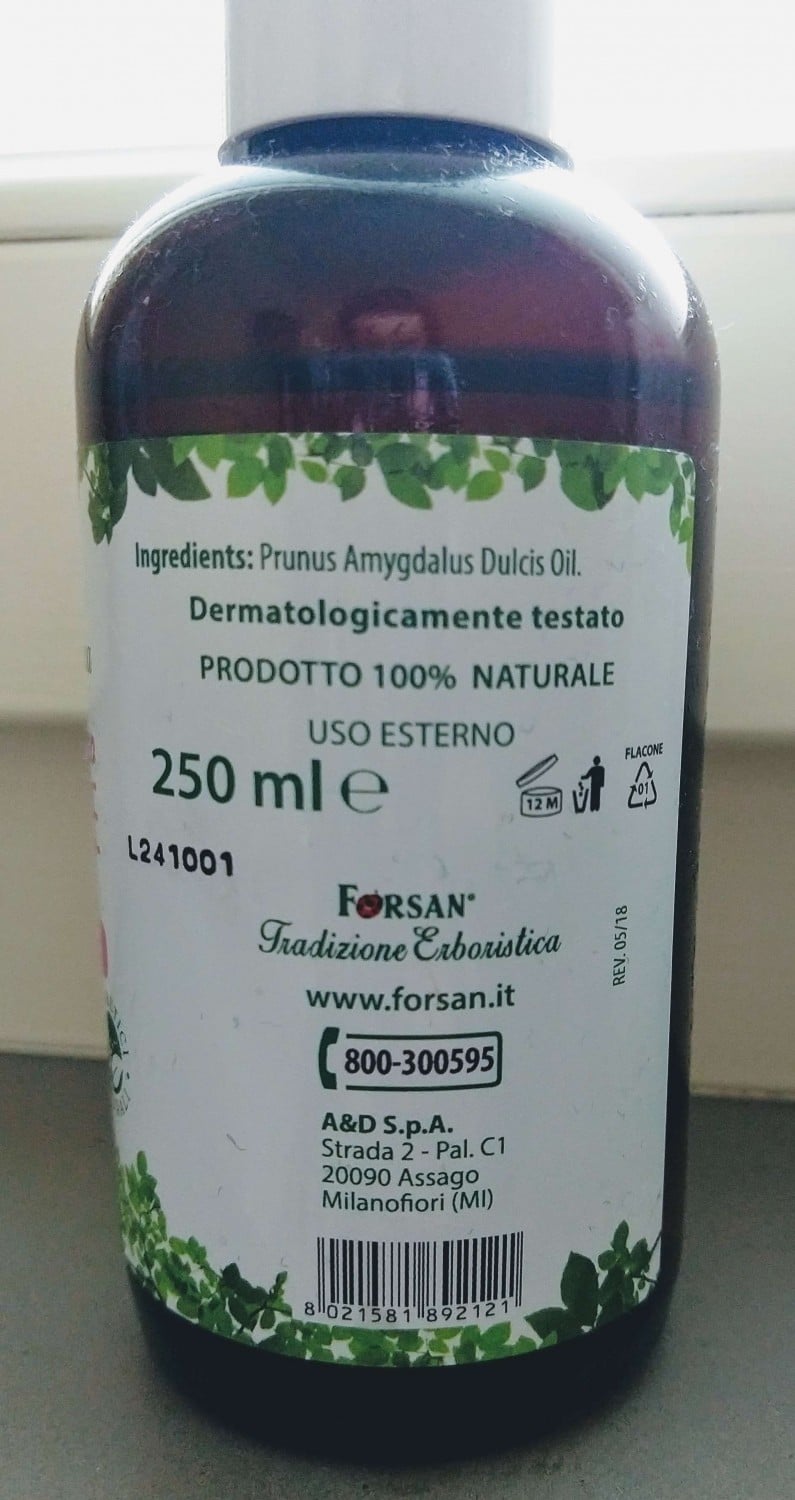 Ingredients: Prunus Amygdalus Dulcis Oil.
Dermatologicamente testato
PRODOTTO 100% NATURALE
USO ESTERNO
250 ml ℮
12 M
FLACONE
01
L241001
FORSAN®
Tradizione Erboristica
REV. 05/18
www.forsan.it
800-300595
A&D S.p.A.
Strada 2 - Pal. C1
20090 Assago
Milanofiori (MI)
8 021581 892121